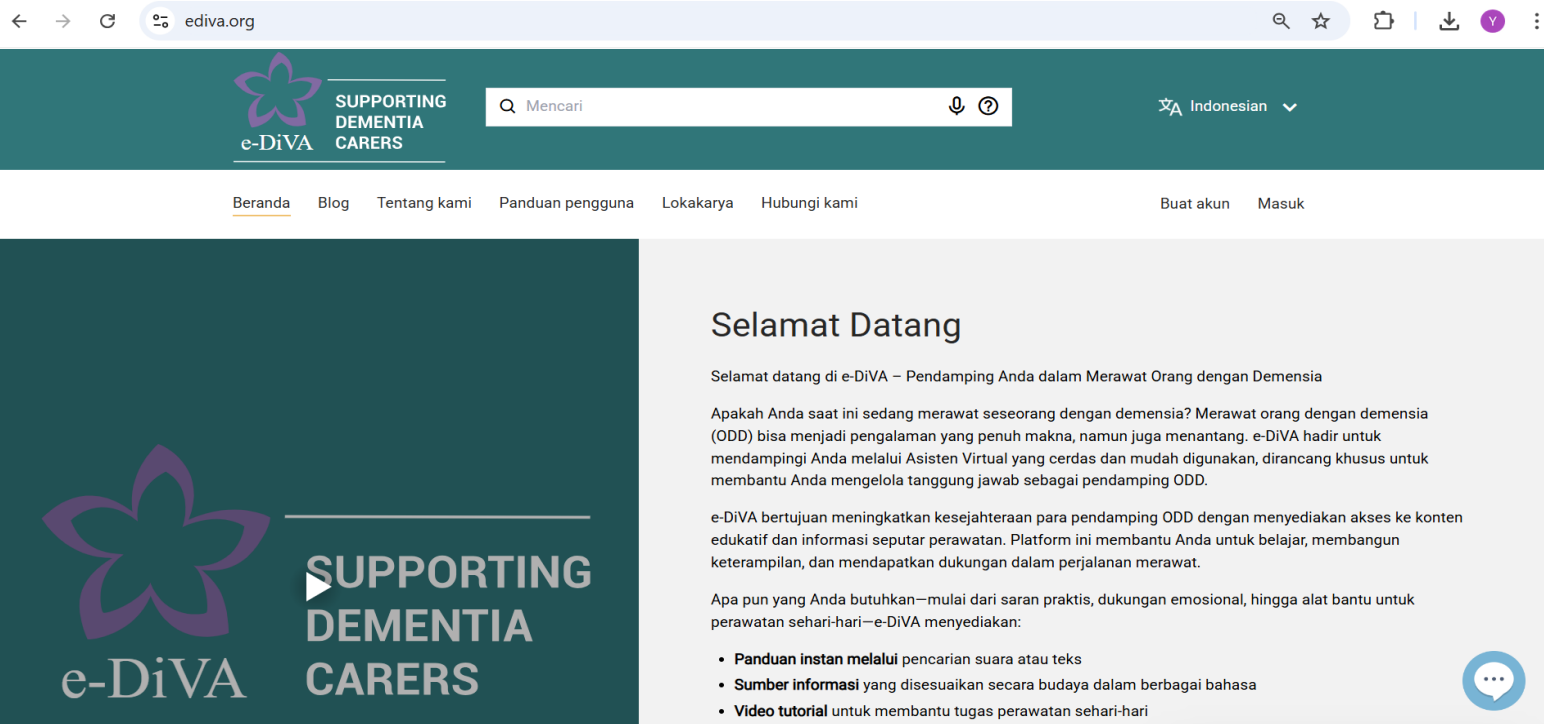 ediva.org
Y
SUPPORTING
DEMENTIA
CARERS
e-DiVA
Mencari
Indonesian
Beranda Blog Tentang kami Panduan pengguna Lokakarya Hubungi kami Buat akun Masuk
Selamat Datang
Selamat datang di e-DiVA – Pendamping Anda dalam Merawat Orang dengan Demensia
Apakah Anda saat ini sedang merawat seseorang dengan demensia? Merawat orang dengan demensia
(ODD) bisa menjadi pengalaman yang penuh makna, namun juga menantang. e-DiVA hadir untuk
mendampingi Anda melalui Asisten Virtual yang cerdas dan mudah digunakan, dirancang khusus untuk
membantu Anda mengelola tanggung jawab sebagai pendamping ODD.
e-DiVA bertujuan meningkatkan kesejahteraan para pendamping ODD dengan menyediakan akses ke konten
edukatif dan informasi seputar perawatan. Platform ini membantu Anda untuk belajar, membangun
keterampilan, dan mendapatkan dukungan dalam perjalanan merawat.
Apa pun yang Anda butuhkan—mulai dari saran praktis, dukungan emosional, hingga alat bantu untuk
perawatan sehari-hari—e-DiVA menyediakan:
• Panduan instan melalui pencarian suara atau teks
• Sumber informasi yang disesuaikan secara budaya dalam berbagai bahasa
• Video tutorial untuk membantu tugas perawatan sehari-hari
SUPPORTING
DEMENTIA
CARERS
e-DiVA